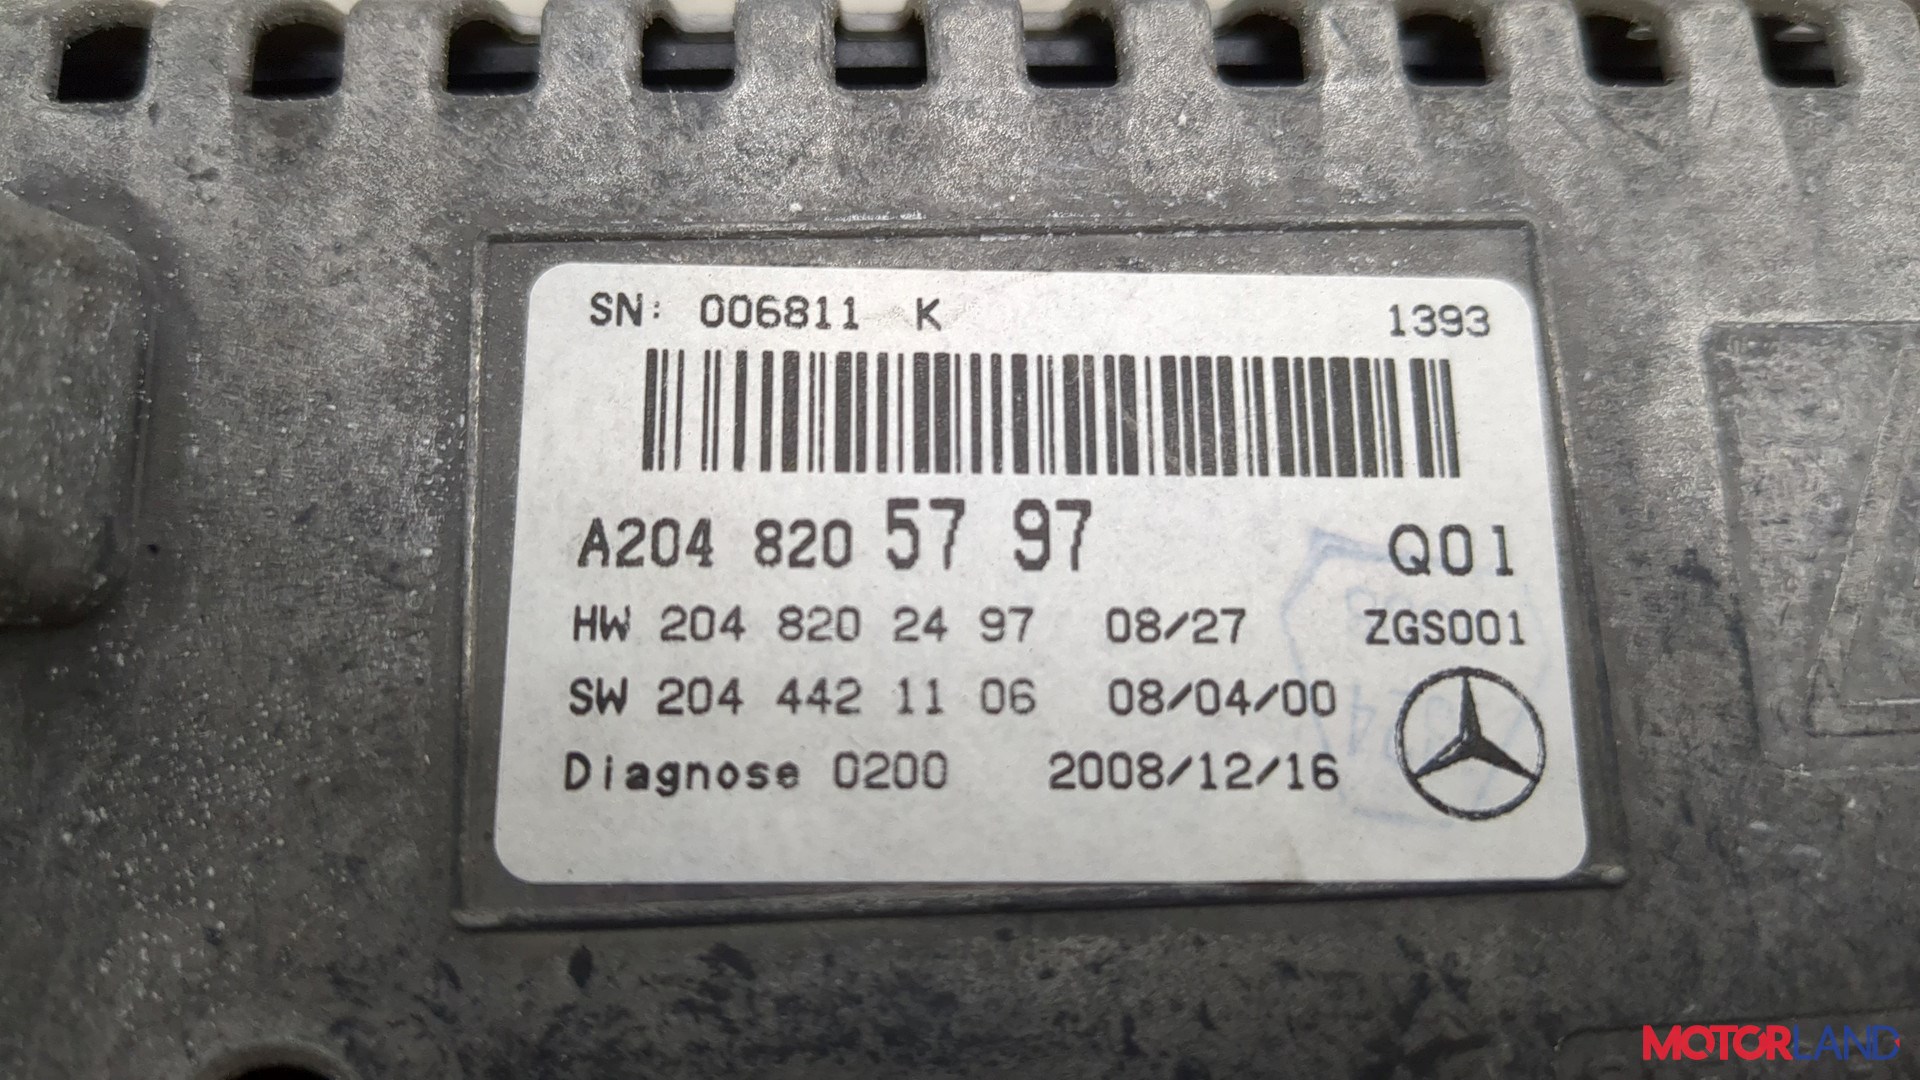 SN: 006811 K 1393
A204 820 57 97 Q01
HW 204 820 24 97 08/27 ZGS001
SW 204 442 11 06 08/04/00
Diagnose 0200 2008/12/16
MOTORLAND